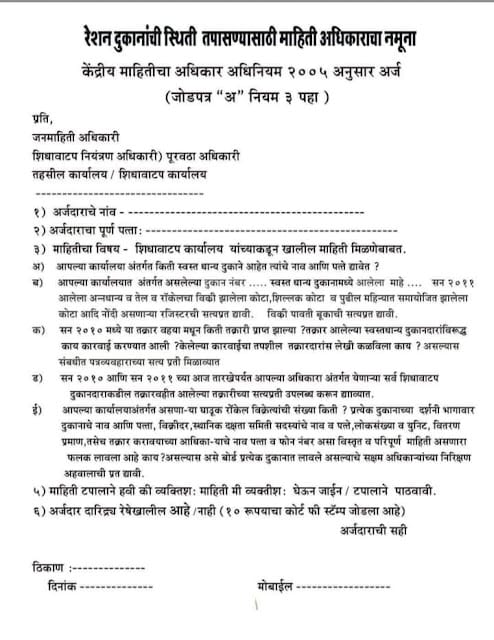 रेशन दुकानांची स्थिती तपासण्यासाठी माहिती अधिकाराचा नमूना
केंद्रीय माहितीचा अधिकार अधिनियम २००५ अनुसार अर्ज
(जोडपत्र "अ" नियम ३ पहा )
प्रति,
जनमाहिती अधिकारी
शिधावाटप नियंत्रण अधिकारी) पूरवठा अधिकारी
तहसील कार्यालय / शिधावाटप कार्यालय
--------------------------------
१) अर्जदाराचे नांव - ----------------------------------------
२) अर्जदाराचा पूर्ण पत्ता: ------------------------------------------
३) माहितीचा विषय - शिधावाटप कार्यालय यांच्याकडून खालील माहिती मिळणेबाबत.
अ) आपल्या कार्यालया अंतर्गत किती स्वस्त धान्य दुकाने आहेत त्यांचे नाव आणि पत्ते द्यावेत ?
ब) आपल्या कार्यालयात अंतर्गत असलेल्या दुकान नंबर ..... स्वस्त धान्य दुकानामध्ये आलेला माहे .... सन २०११
आलेला अन्नधान्य व तेल व रॉकेलचा विक्री झालेला कोटा,शिल्लक कोटा व पुढील महिन्यात समायोजित झालेला
कोटा आदि नोंदी असणाऱ्या रजिस्टरची सत्यप्रत द्यावी. विक्री पावती बूकाची सत्यप्रत द्यावी.
क) सन २०१० मध्ये या तक्रार वहया मधून किती तक्रारी प्राप्त झाल्या ?तक्रार आलेल्या स्वस्तधान्य दुकानदारांविरूद्ध
काय कारवाई करण्यात आली ?केलेल्या कारवाईचा तपशील तक्रारदारांस लेखी कळविला काय ? असल्यास
संबधीत पत्रव्यवहाराच्या सत्य प्रती मिळाव्यात
ड) सन २०१० आणि सन २०११ च्या आज तारखेपर्यत आपल्या अधिकारा अंतर्गत येणाऱ्या सर्व शिधावाटप
दुकानदाराकडील तक्रारवहीत आलेल्या तक्रारींच्या सत्यप्रती उपलब्ध करून द्याव्यात.
ई) आपल्या कार्यालयाअंतर्गत असणा-या घाढूक रॉकेल विक्रेत्यांची संख्या किती ? प्रत्येक दुकानाच्या दर्शनी भागावार
दुकानाचे नाव आणि पत्ता, विक्रीदर,स्थानिक दक्षता समिती सदस्यांचे नाव व पत्ते,लोकसंख्या व युनिट, वितरण
प्रमाण,तसेच तक्रार करावयाच्या आधिका-याचे नाव पत्ता व फोन नंबर असा विस्तृत व परिपूर्ण माहिती असणारा
फलक लावला आहे काय ?असल्यास असे बोर्ड प्रत्येक दुकानात लावले असल्याचे सक्षम अधिकाऱ्यांच्या निरिक्षण
अहवालाची प्रत द्यावी.
५) माहिती टपालाने हवी की व्यक्तिश: माहिती मी व्यक्तीश: घेऊन जाईन / टपालाने पाठवावी.
६) अर्जदार दारिद्र्य रेषेखालील आहे /नाही (१० रूपयाचा कोर्ट फी स्टॅम्प जोडला आहे)
अर्जदाराची सही
ठिकाण :--------------
दिनांक -------------- मोबाईल -----------------------